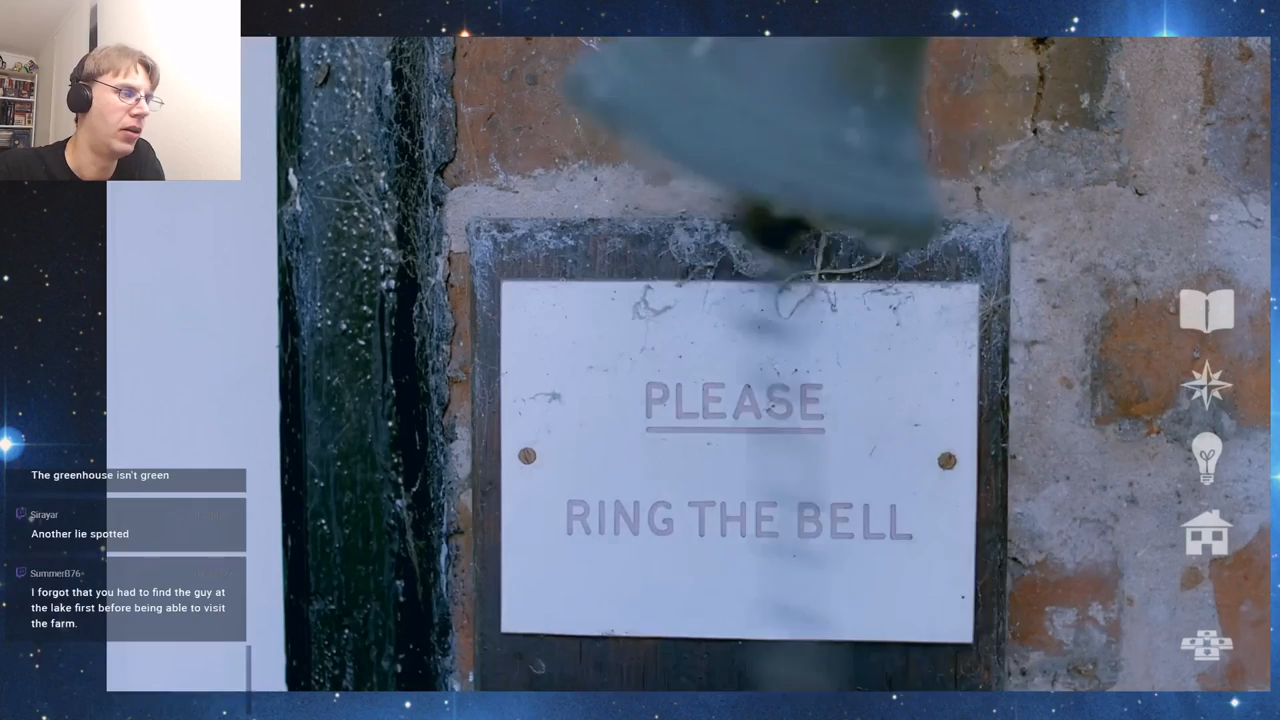 The greenhouse isn't green
Sirayar
Another lie spotted
SummerB76
I forgot that you had to find the guy at
the lake first before being able to visit
the farm.
PLEASE
RING THE BELL